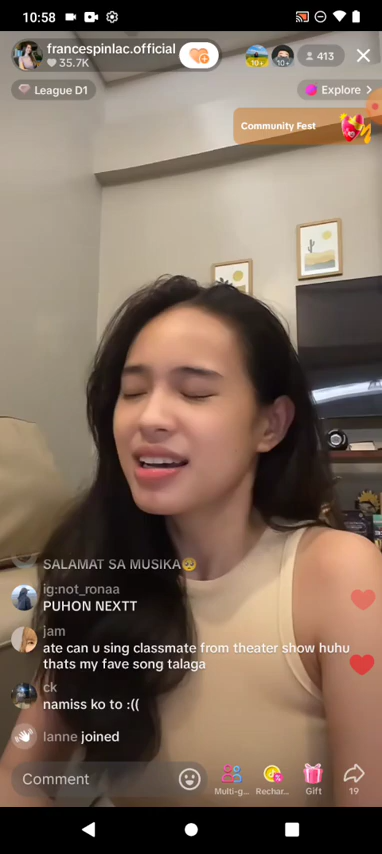 10:58
francespinlac.official
35.7K
10+
10+
413
League D1
Explore >
Community Fest
SALAMAT SA MUSIKA🥺
ig:not_ronaa
PUHON NEXTT
jam
ate can u sing classmate from theater show huhu
thats my fave song talaga
ck
namiss ko to :((
lanne joined
Comment
Multi-g...
Rechar...
Gift
19